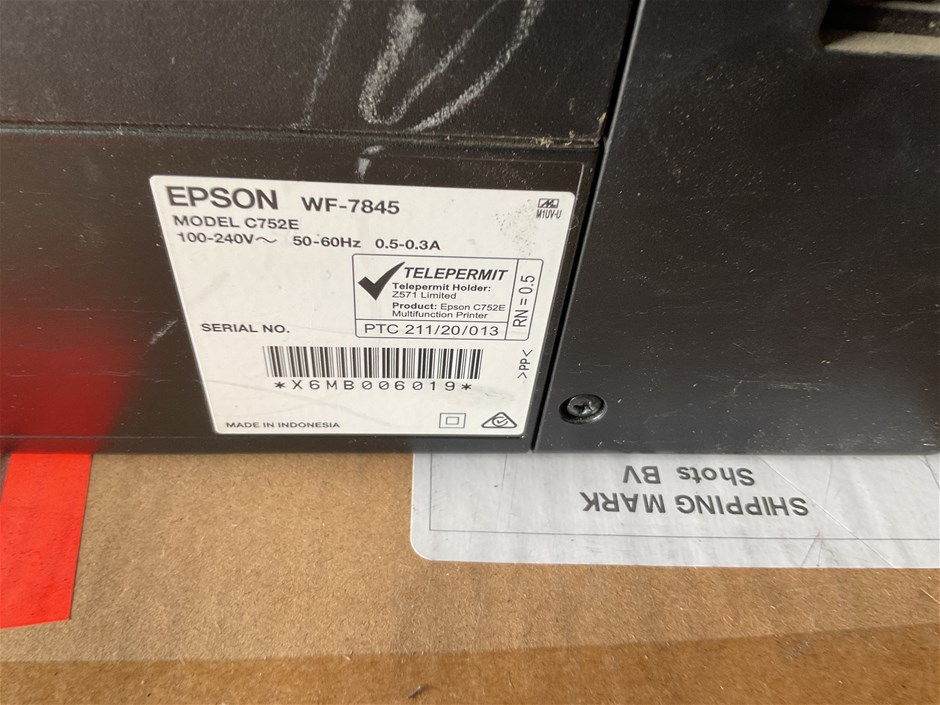 EPSON WF-7845
MODEL C752E
100-240V～ 50-60Hz 0.5-0.3A
M1UV-U
TELEPERMIT
Telepermit Holder:
Z571 Limited
Product: Epson C752E
Multifunction Printer
PTC 211/20/013
RN = 0.5
SERIAL NO.
*X6MB006019*
>PP<
MADE IN INDONESIA
SHIPPING MARK
Shots BV